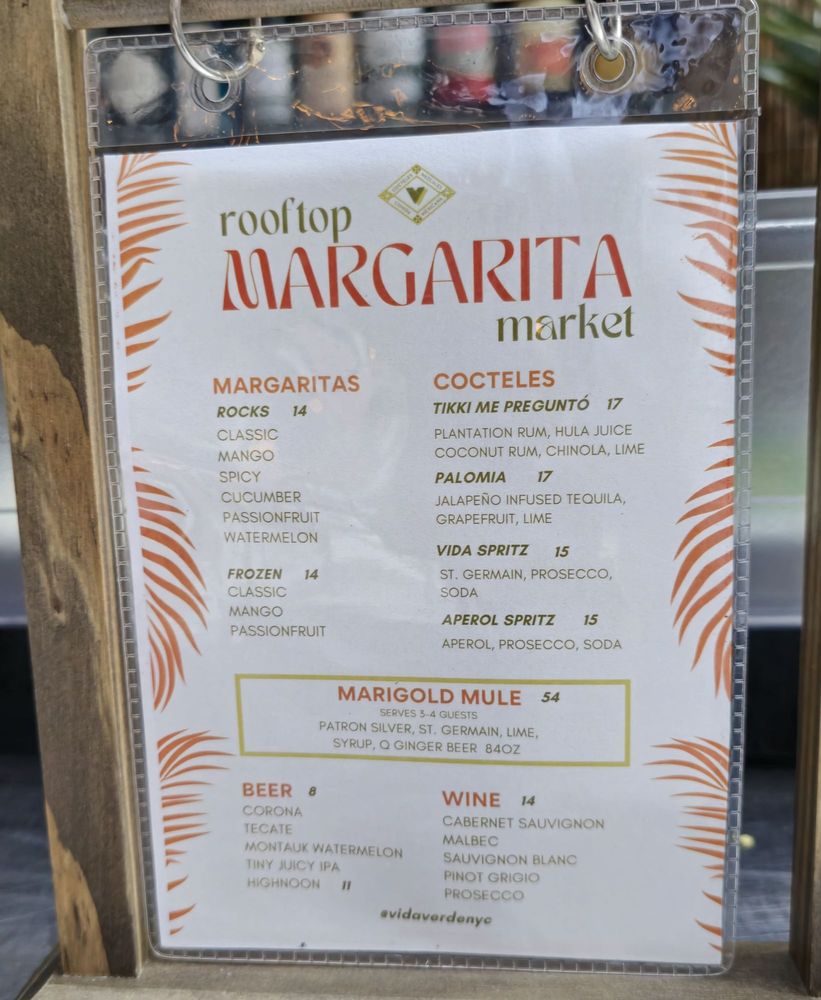 COCTELES MEZCALES
COCINA MEXICANA
V
rooftop
MARGARITA
market
MARGARITAS
ROCKS 14
CLASSIC
MANGO
SPICY
CUCUMBER
PASSIONFRUIT
WATERMELON
FROZEN 14
CLASSIC
MANGO
PASSIONFRUIT
COCTELES
TIKKI ME PREGUNTÓ 17
PLANTATION RUM, HULA JUICE
COCONUT RUM, CHINOLA, LIME
PALOMIA 17
JALAPEÑO INFUSED TEQUILA,
GRAPEFRUIT, LIME
VIDA SPRITZ 15
ST. GERMAIN, PROSECCO,
SODA
APEROL SPRITZ 15
APEROL, PROSECCO, SODA
MARIGOLD MULE 54
SERVES 3-4 GUESTS
PATRON SILVER, ST. GERMAIN, LIME,
SYRUP, Q GINGER BEER 84OZ
BEER 8
CORONA
TECATE
MONTAUK WATERMELON
TINY JUICY IPA
HIGHNOON 11
WINE 14
CABERNET SAUVIGNON
MALBEC
SAUVIGNON BLANC
PINOT GRIGIO
PROSECCO
@vidaverdenyc